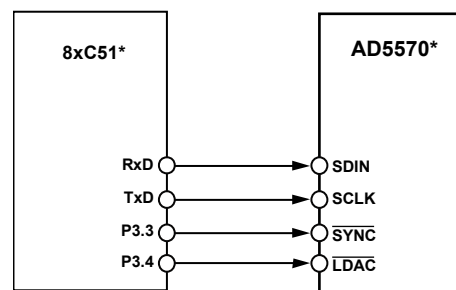 8xC51*
AD5570*
RxD
SDIN
TxD
SCLK
P3.3
SYNC
P3.4
LDAC